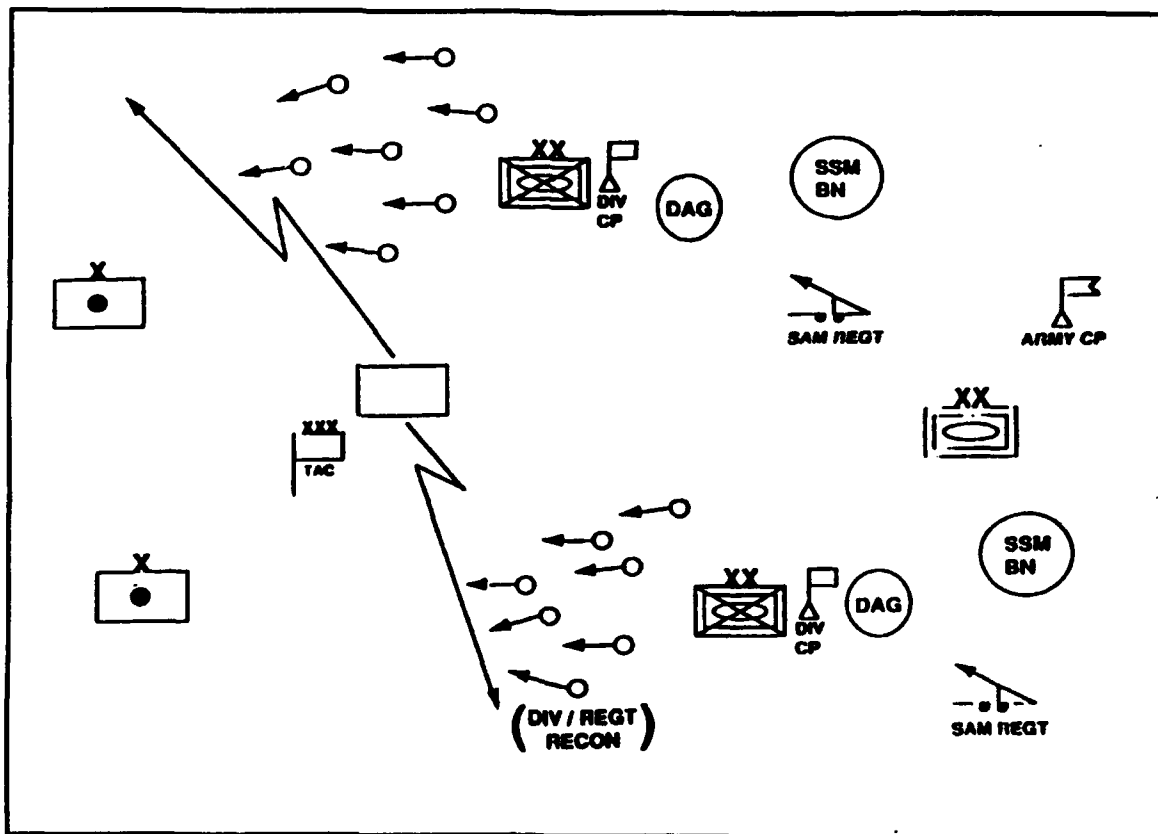 XX
DIV
CP
DAG
SSM
BN
X
SAM REGT
ARMY CP
XXX
TAC
XX
X
XX
DIV
CP
DAG
SSM
BN
(DIV / REGT
RECON)
SAM REGT